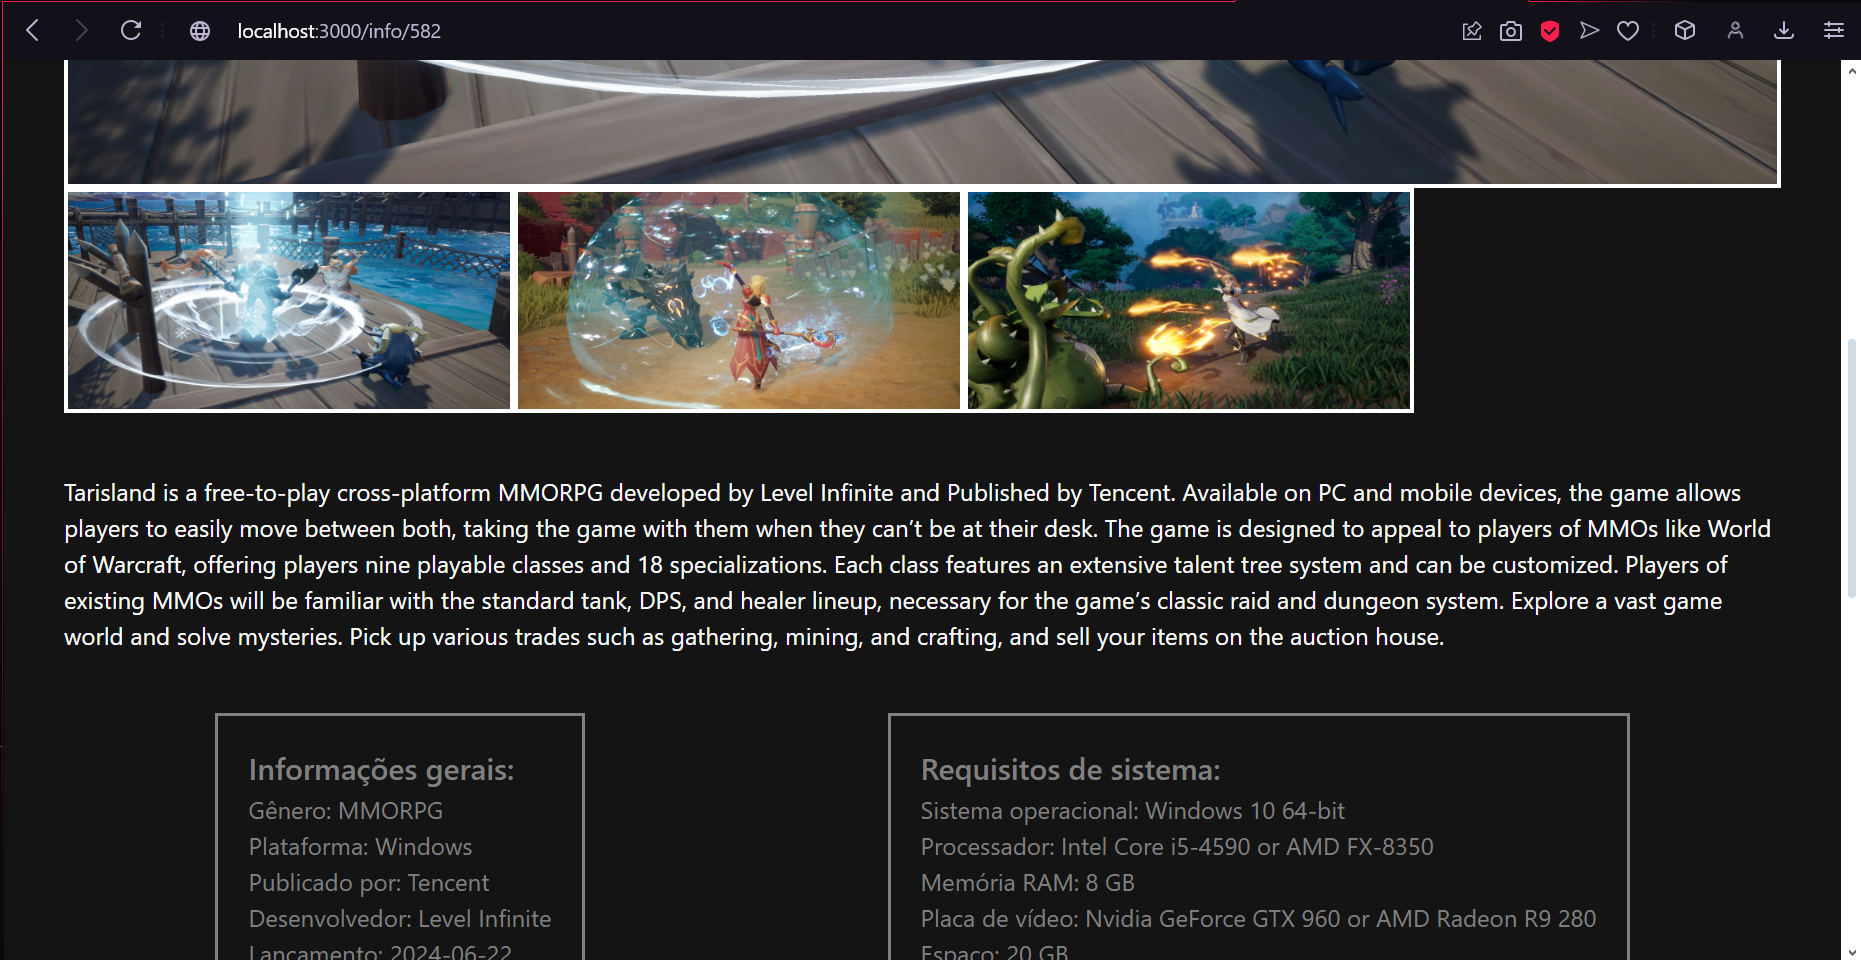 localhost:3000/info/582
Tarisland is a free-to-play cross-platform MMORPG developed by Level Infinite and Published by Tencent. Available on PC and mobile devices, the game allows
players to easily move between both, taking the game with them when they can’t be at their desk. The game is designed to appeal to players of MMOs like World
of Warcraft, offering players nine playable classes and 18 specializations. Each class features an extensive talent tree system and can be customized. Players of
existing MMOs will be familiar with the standard tank, DPS, and healer lineup, necessary for the game’s classic raid and dungeon system. Explore a vast game
world and solve mysteries. Pick up various trades such as gathering, mining, and crafting, and sell your items on the auction house.
Informações gerais:
Gênero: MMORPG
Plataforma: Windows
Publicado por: Tencent
Desenvolvedor: Level Infinite
Lançamento: 2024-06-22
Requisitos de sistema:
Sistema operacional: Windows 10 64-bit
Processador: Intel Core i5-4590 or AMD FX-8350
Memória RAM: 8 GB
Placa de vídeo: Nvidia GeForce GTX 960 or AMD Radeon R9 280
Espaço: 20 GB